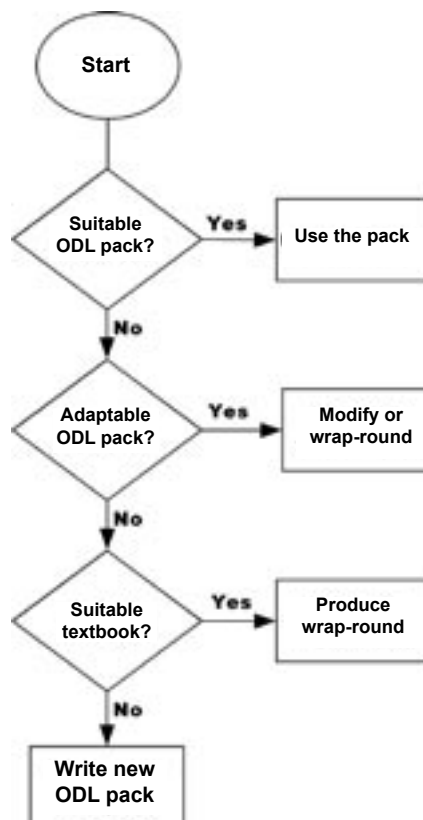 Start
Suitable
ODL pack?
Yes
Use the pack
No
Adaptable
ODL pack?
Yes
Modify or
wrap-round
No
Suitable
textbook?
Yes
Produce
wrap-round
No
Write new
ODL pack